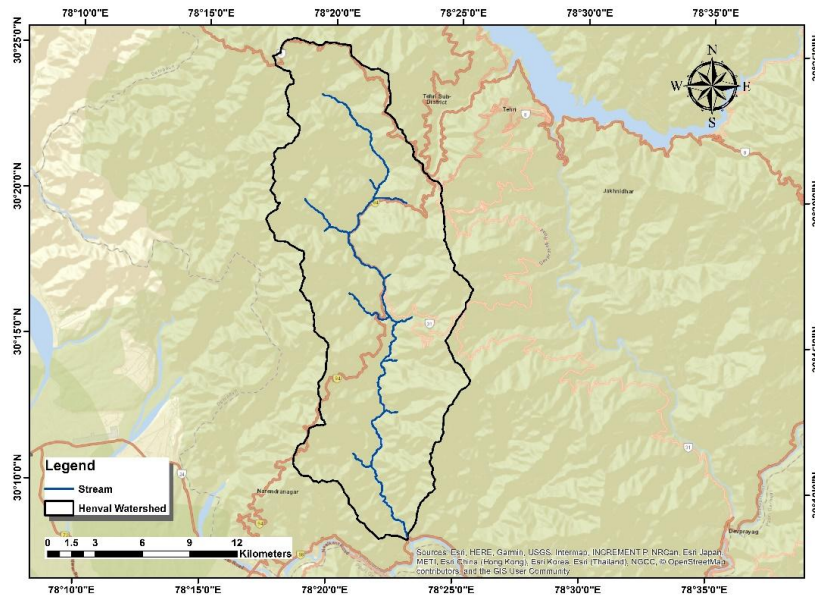 78°10'0"E 78°15'0"E 78°20'0"E 78°25'0"E 78°30'0"E 78°35'0"E
30°25'0"N
N
W E
S
Tehri Sub-
District
Tehri
30°20'0"N
Jakhnidhar
30°15'0"N
30°10'0"N
Narendranagar
Devprayag
Legend
Stream
Henval Watershed
0 1.5 3 6 9 12
Kilometers
Sources: Esri, HERE, Garmin, USGS, Intermap, INCREMENT P, NRCan, Esri Japan,
METI, Esri China (Hong Kong), Esri Korea, Esri (Thailand), NGCC, © OpenStreetMap
contributors, and the GIS User Community
78°10'0"E 78°15'0"E 78°20'0"E 78°25'0"E 78°30'0"E 78°35'0"E